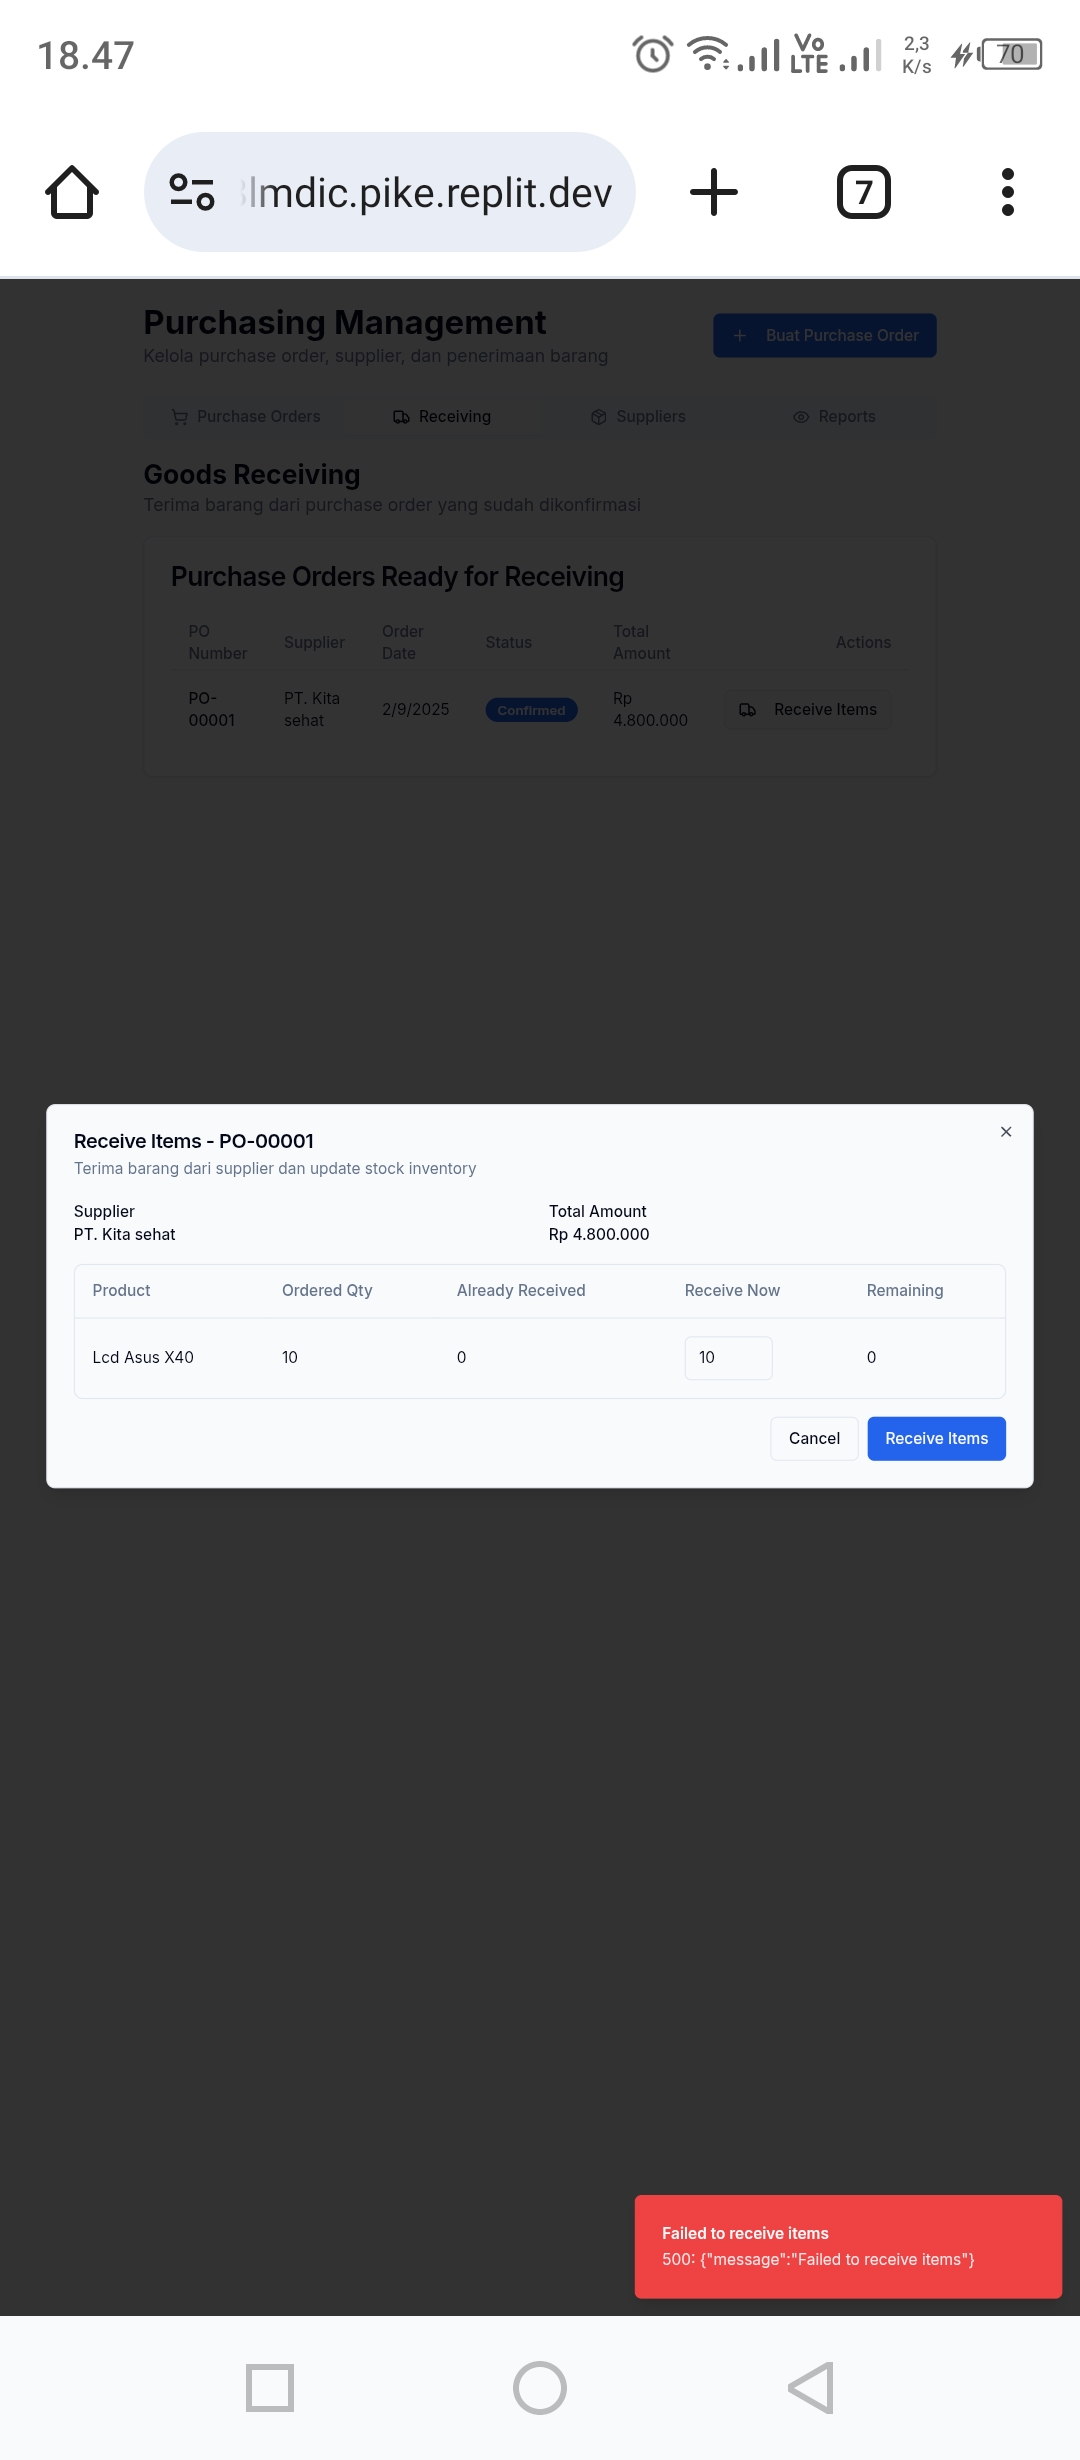 18.47
Vo
LTE
2,3
K/s
70
lmdic.pike.replit.dev
7
Purchasing Management
Kelola purchase order, supplier, dan penerimaan barang
Buat Purchase Order
Purchase Orders
Receiving
Suppliers
Reports
Goods Receiving
Terima barang dari purchase order yang sudah dikonfirmasi
Purchase Orders Ready for Receiving
PO Number
Supplier
Order Date
Status
Total Amount
Actions
PO-00001
PT. Kita sehat
2/9/2025
Confirmed
Rp 4.800.000
Receive Items
Receive Items - PO-00001
Terima barang dari supplier dan update stock inventory
Supplier
PT. Kita sehat
Total Amount
Rp 4.800.000
Product
Ordered Qty
Already Received
Receive Now
Remaining
Lcd Asus X40
10
0
10
0
Cancel
Receive Items
Failed to receive items
500: {"message":"Failed to receive items"}